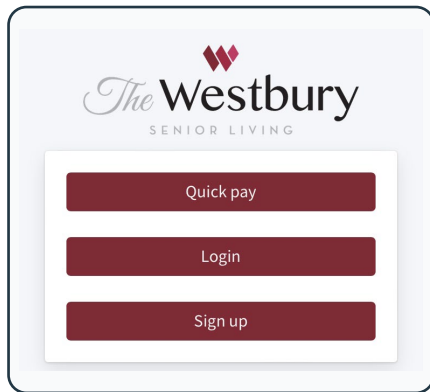 The Westbury
SENIOR LIVING
Quick pay
Login
Sign up